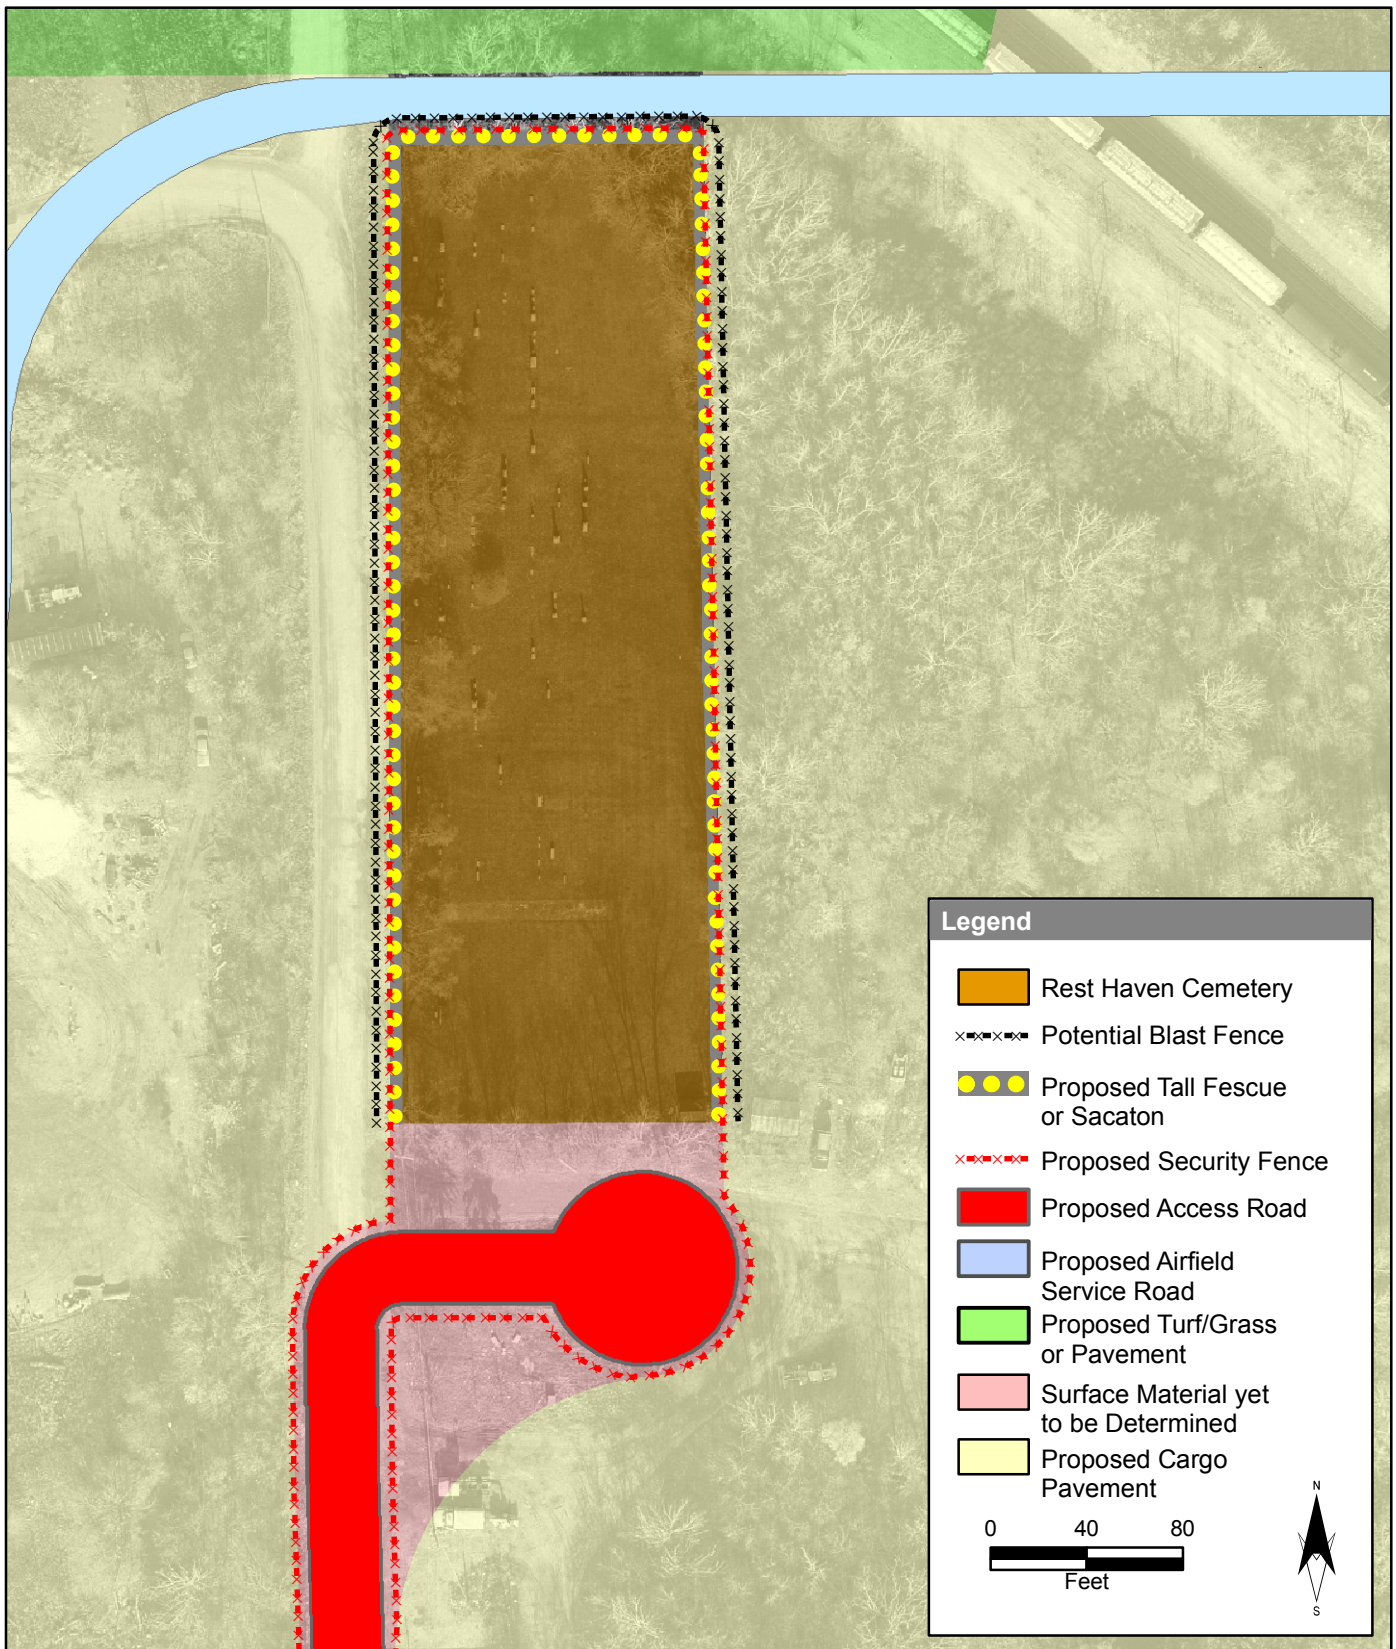 Legend
Rest Haven Cemetery
Potential Blast Fence
Proposed Tall Fescue
or Sacaton
Proposed Security Fence
Proposed Access Road
Proposed Airfield
Service Road
Proposed Turf/Grass
or Pavement
Surface Material yet
to be Determined
Proposed Cargo
Pavement
N
0 40 80
Feet
S